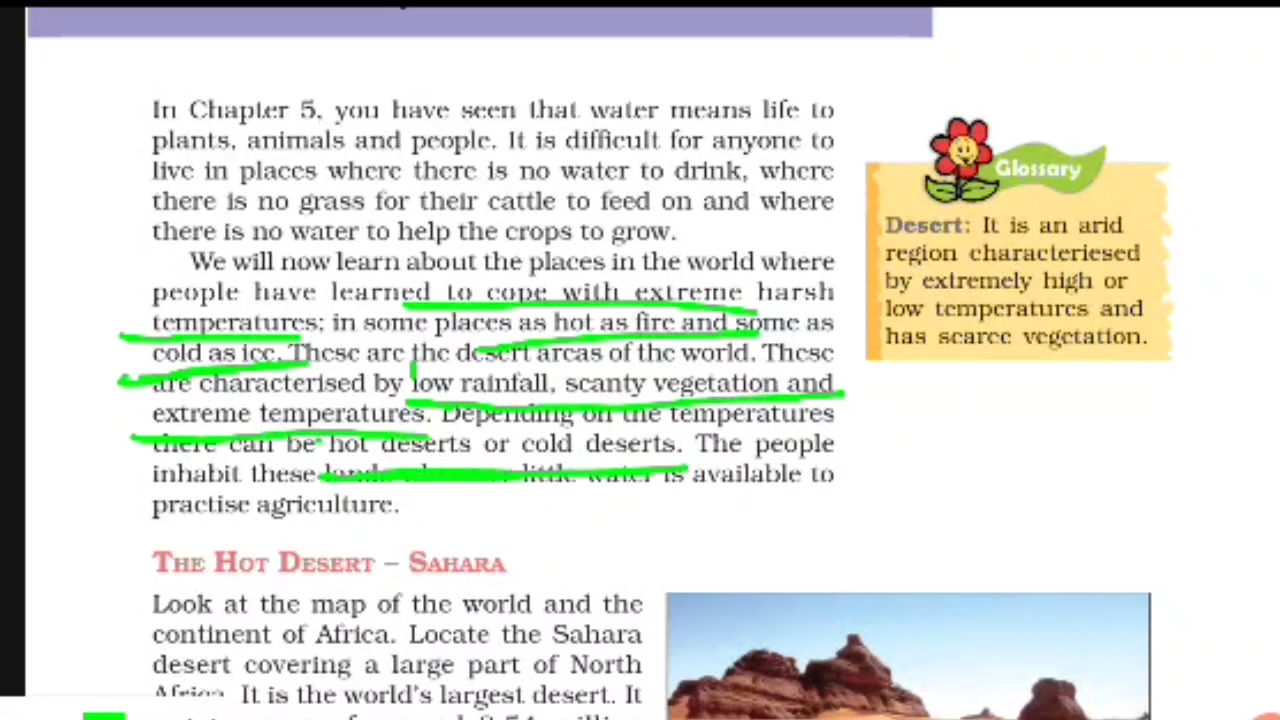 In Chapter 5, you have seen that water means life to
plants, animals and people. It is difficult for anyone to
live in places where there is no water to drink, where
there is no grass for their cattle to feed on and where
there is no water to help the crops to grow.
We will now learn about the places in the world where
people have learned to cope with extreme harsh
temperatures; in some places as hot as fire and some as
cold as ice. These are the desert areas of the world. These
are characterised by low rainfall, scanty vegetation and
extreme temperatures. Depending on the temperatures
there can be hot deserts or cold deserts. The people
inhabit these little water is available to
practise agriculture.
Glossary
Desert: It is an arid
region characteriesed
by extremely high or
low temperatures and
has scarce vegetation.
The Hot Desert – Sahara
Look at the map of the world and the
continent of Africa. Locate the Sahara
desert covering a large part of North
Africa. It is the world's largest desert. It